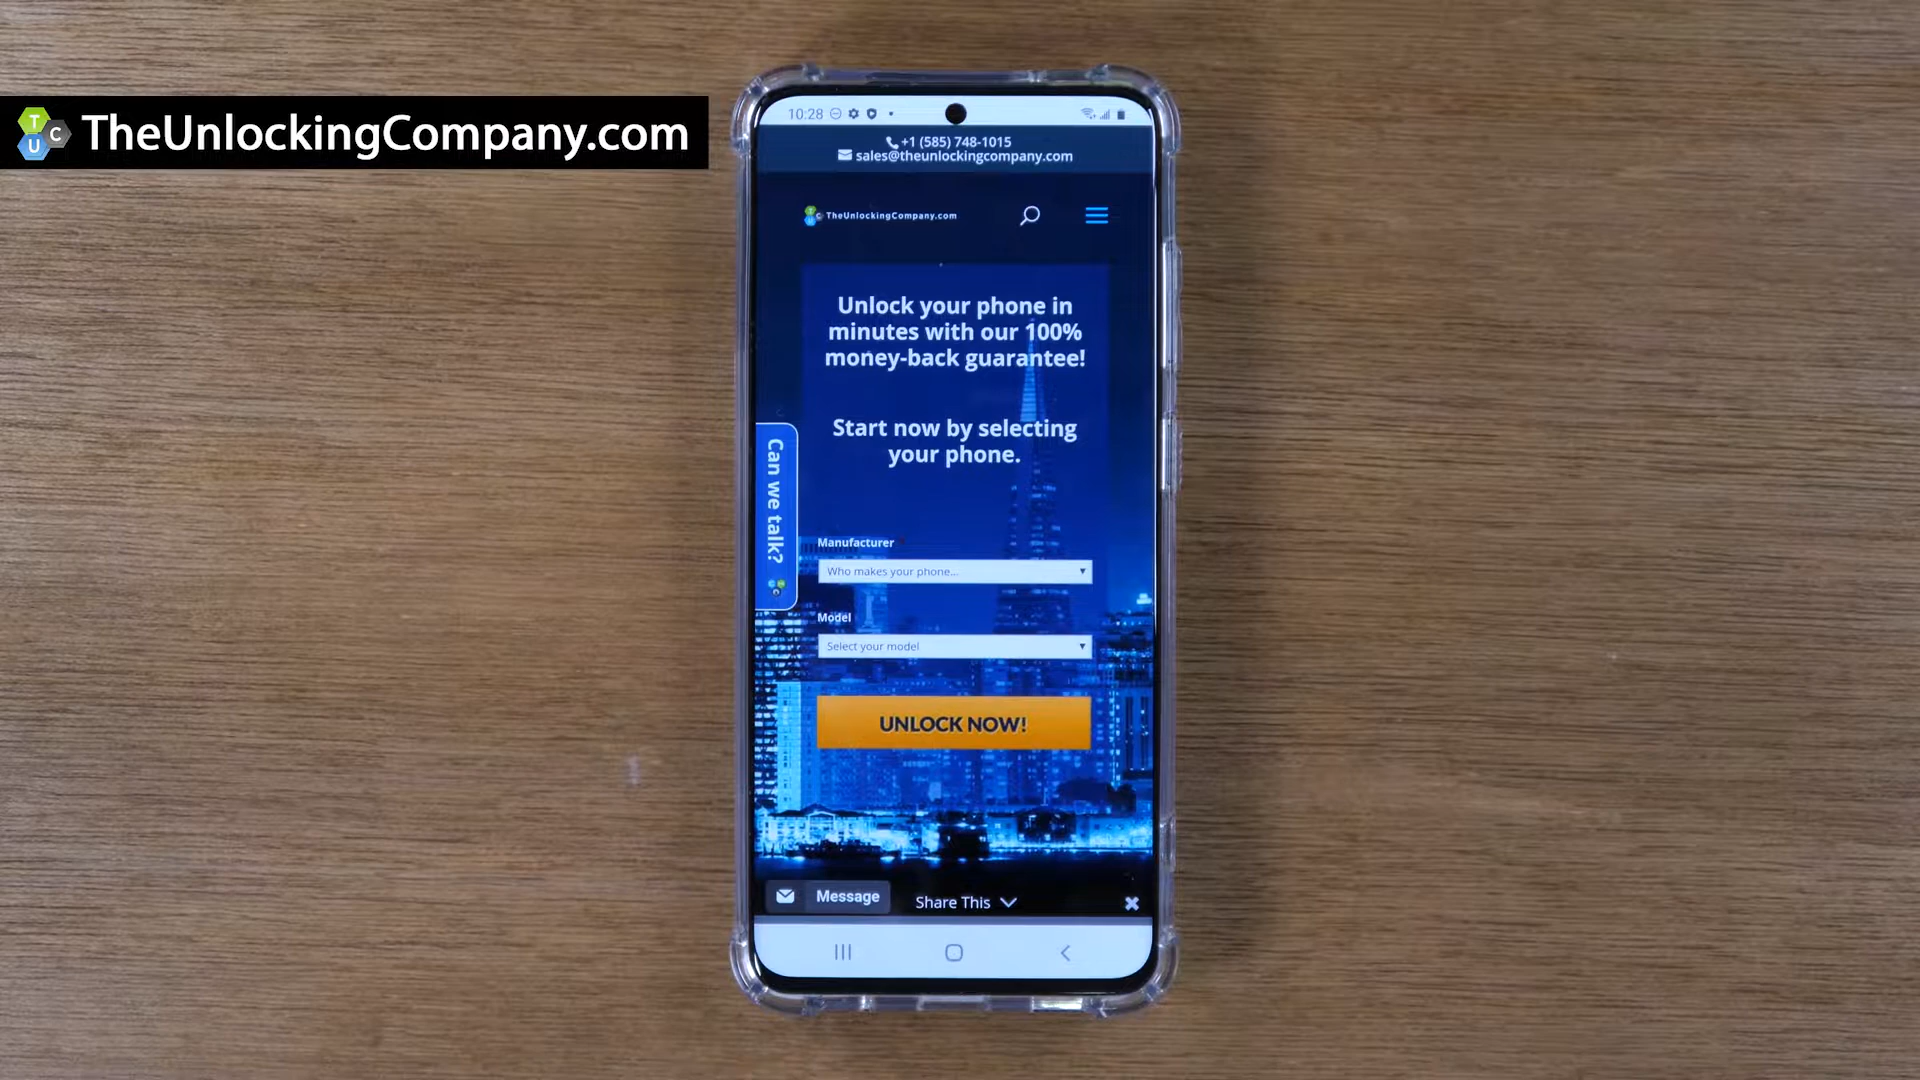 TUC TheUnlockingCompany.com
10:28
+1 (585) 748-1015
sales@theunlockingcompany.com
TheUnlockingCompany.com
Unlock your phone in
minutes with our 100%
money-back guarantee!
Start now by selecting
your phone.
Can we talk?
Manufacturer *
Who makes your phone...
Model
Select your model
UNLOCK NOW!
Message
Share This